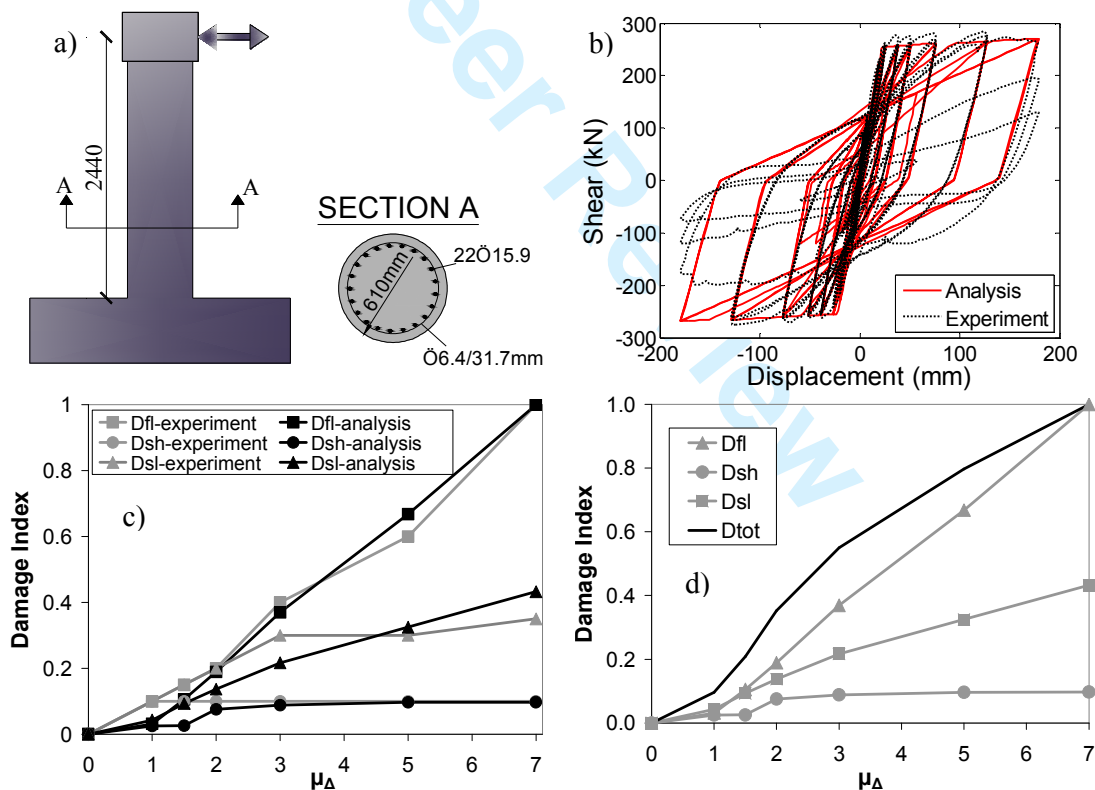 a)
2440
A
A
SECTION A
610mm
22Ö15.9
Ö6.4/31.7mm
b)
Shear (kN)
300
200
100
0
-100
-200
-300
-200
-100
0
100
200
Displacement (mm)
Analysis
Experiment
eer Review
c)
Damage Index
1
0.8
0.6
0.4
0.2
0
0 1 2 3 4 5 6 7
μΔ
Dfl-experiment
Dfl-analysis
Dsh-experiment
Dsh-analysis
Dsl-experiment
Dsl-analysis
d)
Damage Index
1.0
0.8
0.6
0.4
0.2
0.0
0 1 2 3 4 5 6 7
μΔ
Dfl
Dsh
Dsl
Dtot